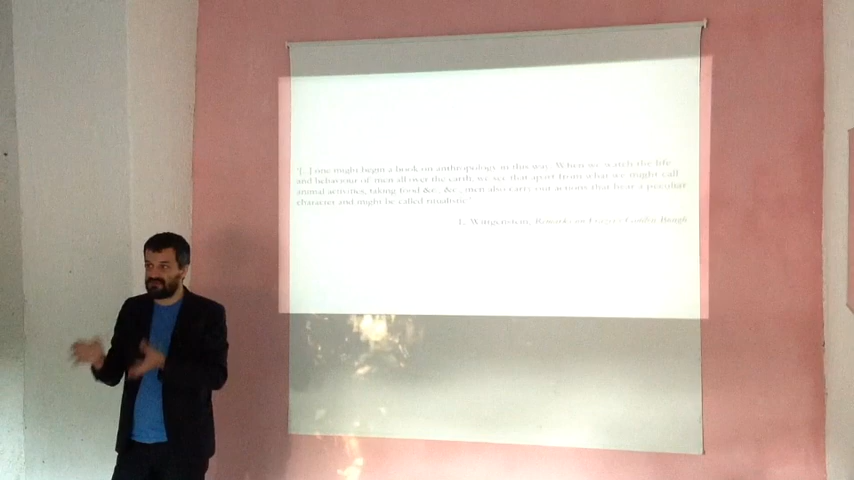 '[...] one might begin a book on anthropology in this way: When we watch the life
and behaviour of men all over the earth, we see that apart from what we might call
animal activities, taking food &c., &c., men also carry out actions that bear a peculiar
character and might be called ritualistic.'
L. Wittgenstein, Remarks on Frazer's Golden Bough